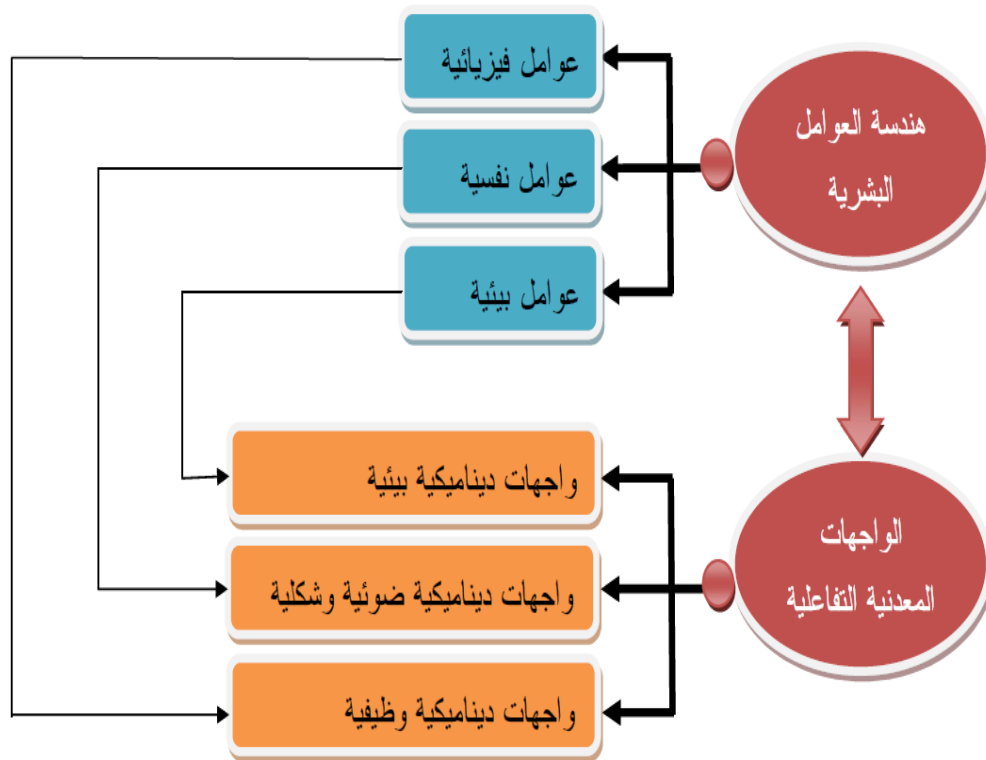 هندسة العوامل
البشرية
عوامل فيزيائية
عوامل نفسية
عوامل بيئية
الواجهات
المعدنية التفاعلية
واجهات ديناميكية بيئية
واجهات ديناميكية ضوئية وشكلية
واجهات ديناميكية وظيفية